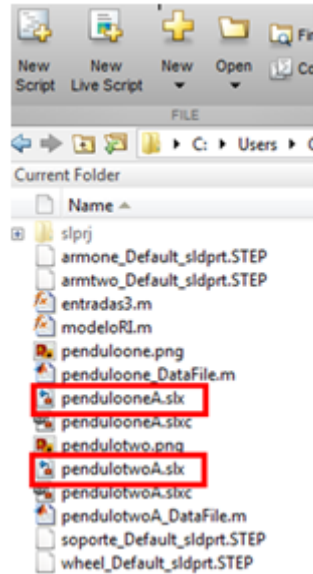 New Script
New Live Script
New
Open
Fi
Co
FILE
C: ▸ Users ▸
Current Folder
Name
slprj
armone_Default_sldprt.STEP
armtwo_Default_sldprt.STEP
entradas3.m
modeloRI.m
penduloone.png
penduloone_DataFile.m
pendulooneA.slx
pendulooneA.slxc
pendulotwo.png
pendulotwoA.slx
pendulotwoA.slxc
pendulotwoA_DataFile.m
soporte_Default_sldprt.STEP
wheel_Default_sldprt.STEP